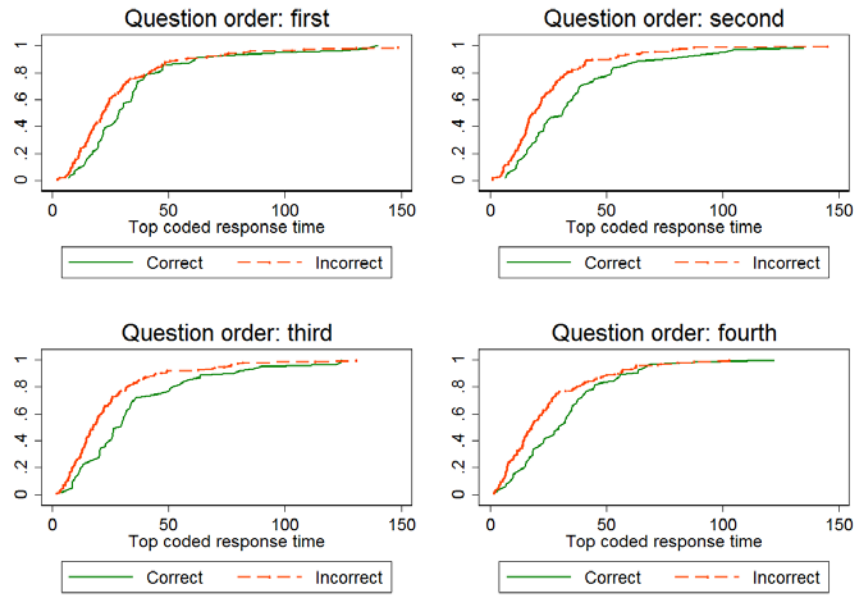 Question order: first
1
.8
.6
.4
.2
0
0 50 100 150
Top coded response time
Correct Incorrect
Question order: second
1
.8
.6
.4
.2
0
0 50 100 150
Top coded response time
Correct Incorrect
Question order: third
1
.8
.6
.4
.2
0
0 50 100 150
Top coded response time
Correct Incorrect
Question order: fourth
1
.8
.6
.4
.2
0
0 50 100 150
Top coded response time
Correct Incorrect